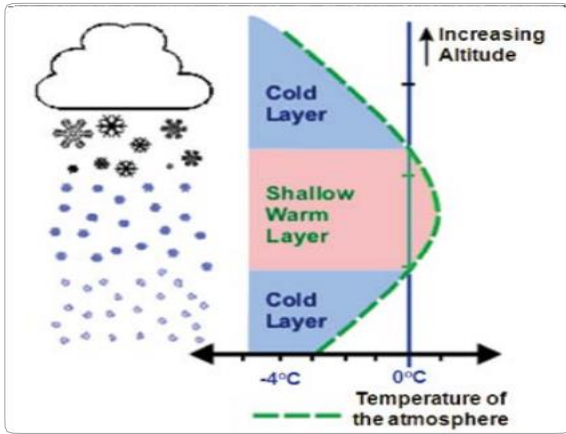 Increasing
Altitude
Cold
Layer
Shallow
Warm
Layer
Cold
Layer
-4°C
0°C
Temperature of
the atmosphere